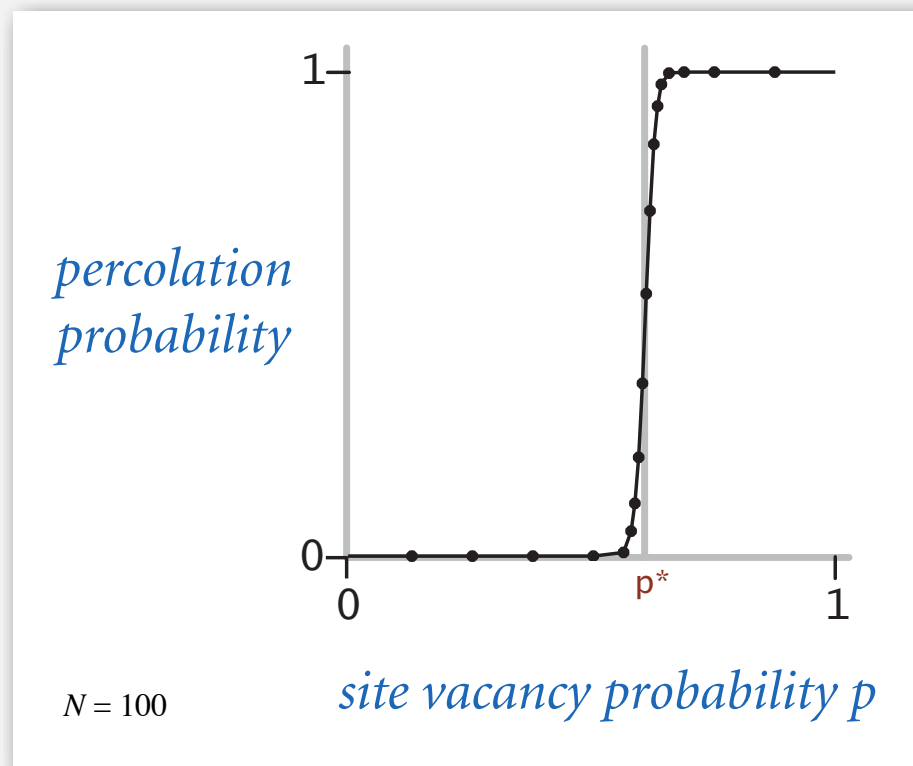 1
percolation
probability
0
p*
0
1
site vacancy probability p
N = 100